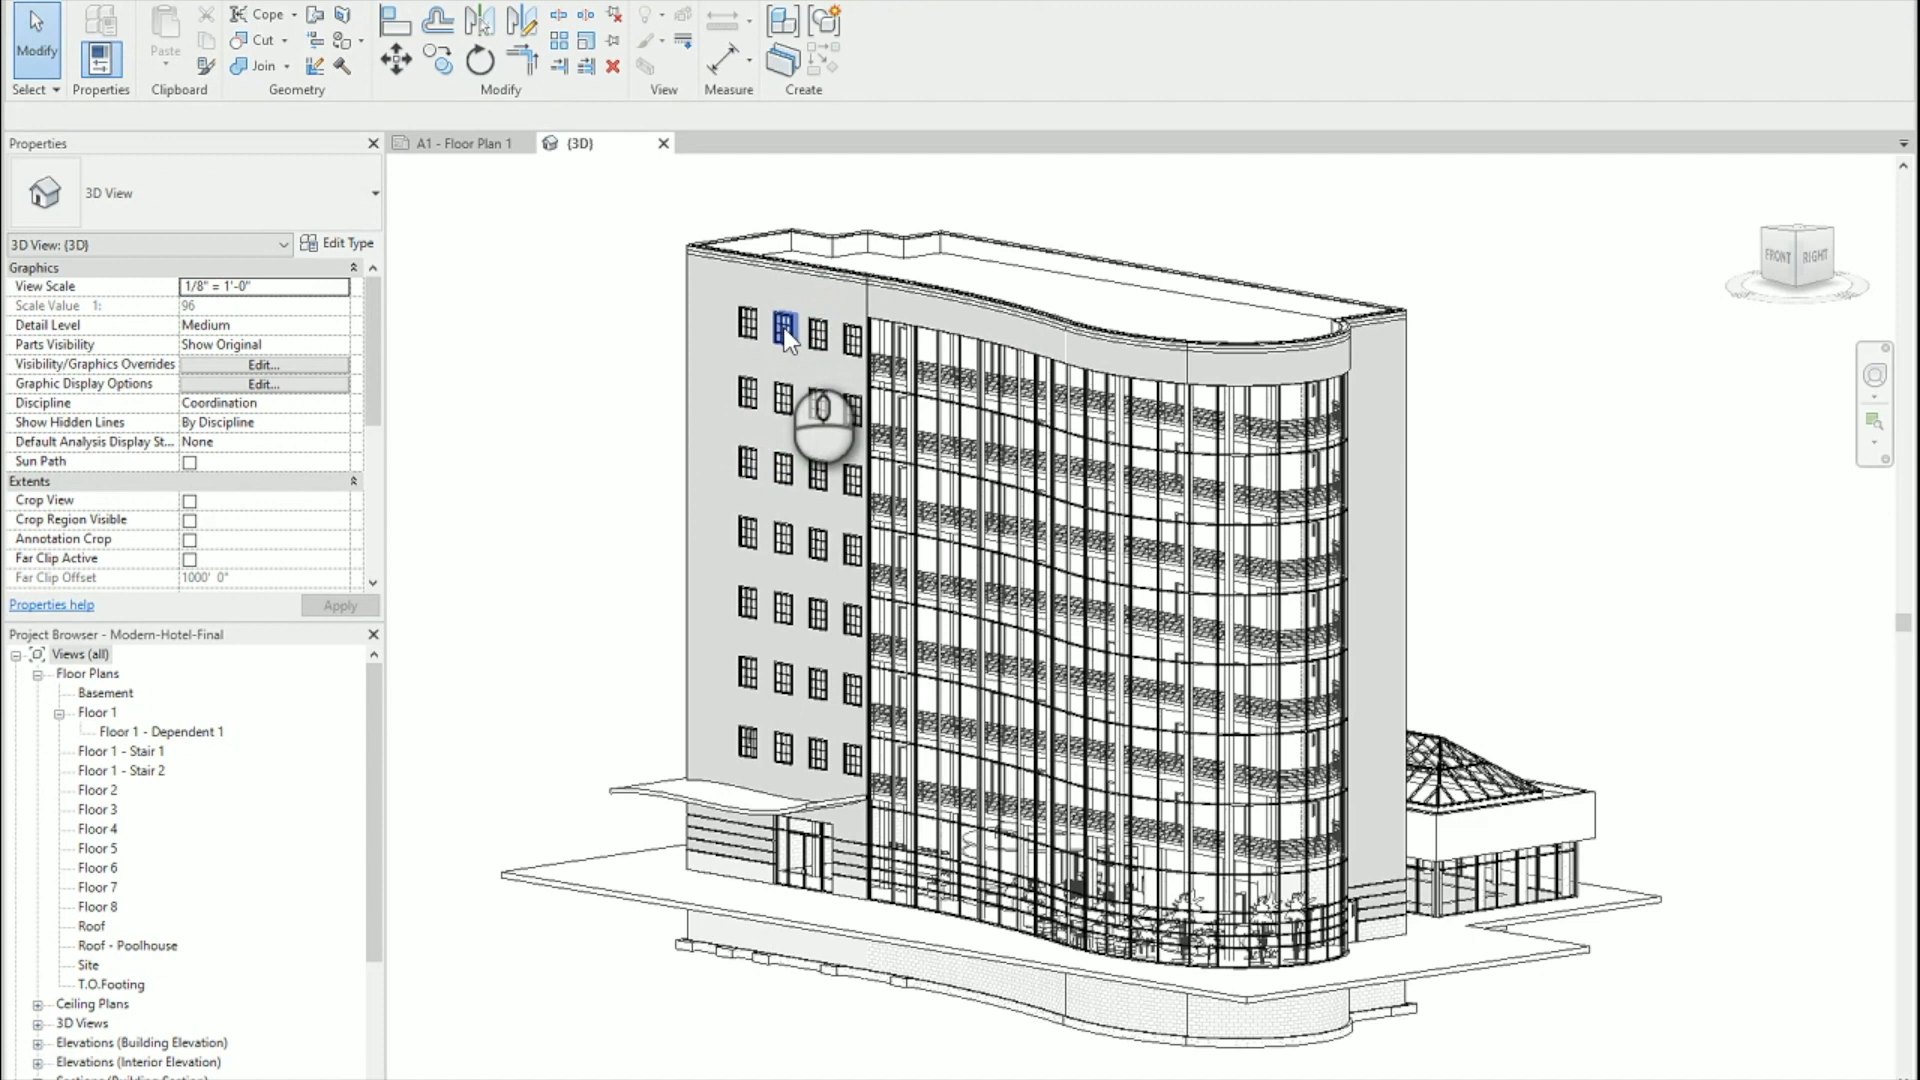 Modify
Select
Properties
Paste
Clipboard
Cope
Cut
Join
Geometry
Modify
View
Measure
Create
Properties
A1 - Floor Plan 1
{3D}
3D View
3D View: {3D}
Edit Type
Graphics
View Scale 1/8" = 1'-0"
Scale Value 1: 96
Detail Level Medium
Parts Visibility Show Original
Visibility/Graphics Overrides Edit...
Graphic Display Options Edit...
Discipline Coordination
Show Hidden Lines By Discipline
Default Analysis Display St... None
Sun Path
Extents
Crop View
Crop Region Visible
Annotation Crop
Far Clip Active
Far Clip Offset 1000' 0"
Properties help
Apply
Project Browser - Modern-Hotel-Final
Views (all)
Floor Plans
Basement
Floor 1
Floor 1 - Dependent 1
Floor 1 - Stair 1
Floor 1 - Stair 2
Floor 2
Floor 3
Floor 4
Floor 5
Floor 6
Floor 7
Floor 8
Roof
Roof - Poolhouse
Site
T.O.Footing
Ceiling Plans
3D Views
Elevations (Building Elevation)
Elevations (Interior Elevation)
FRONT
RIGHT